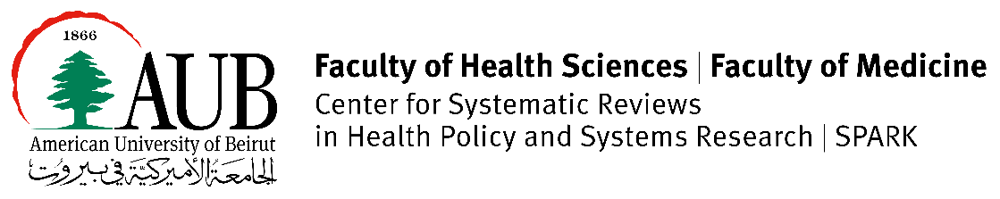 1866
AUB
American University of Beirut
الجامعة الأميركية في بيروت
Faculty of Health Sciences | Faculty of Medicine
Center for Systematic Reviews
in Health Policy and Systems Research | SPARK